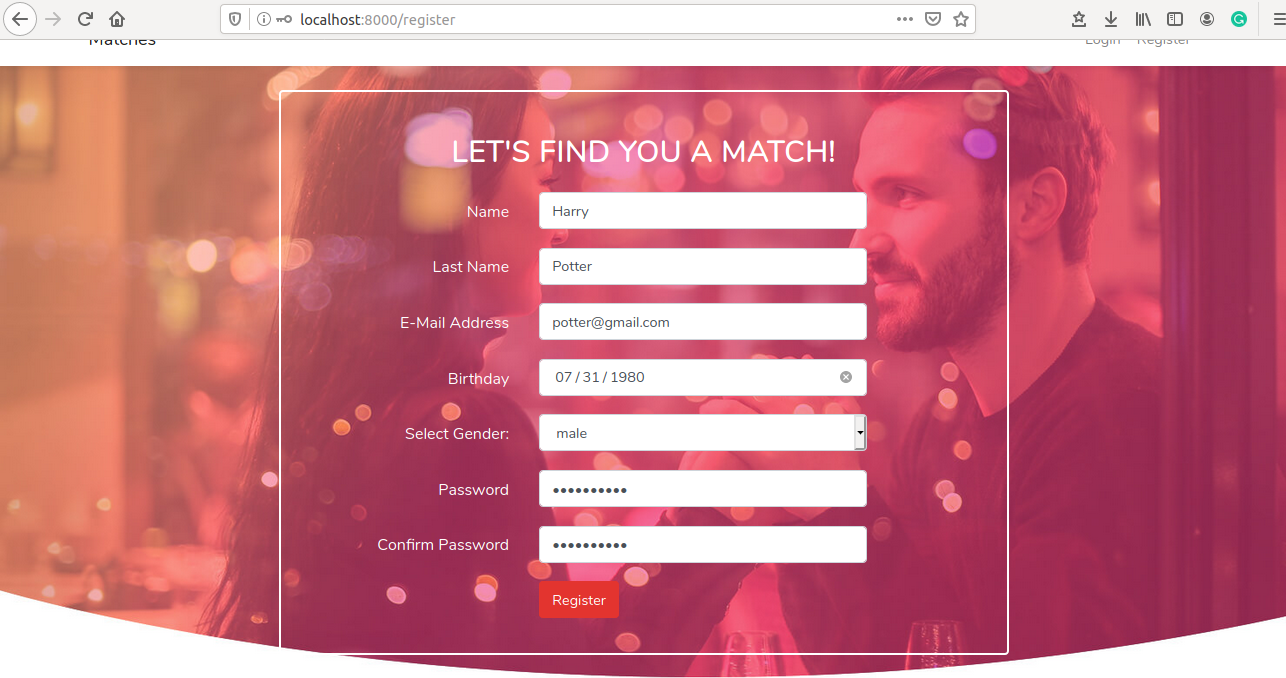 localhost:8000/register
Matches
Login Register
LET'S FIND YOU A MATCH!
Name Harry
Last Name Potter
E-Mail Address potter@gmail.com
Birthday 07 / 31 / 1980
Select Gender: male
Password ••••••••••
Confirm Password ••••••••••
Register